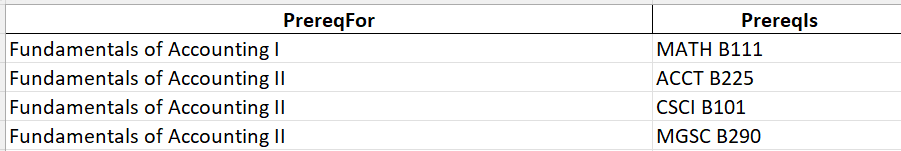 PrereqFor PrereqIs
Fundamentals of Accounting I MATH B111
Fundamentals of Accounting II ACCT B225
Fundamentals of Accounting II CSCI B101
Fundamentals of Accounting II MGSC B290